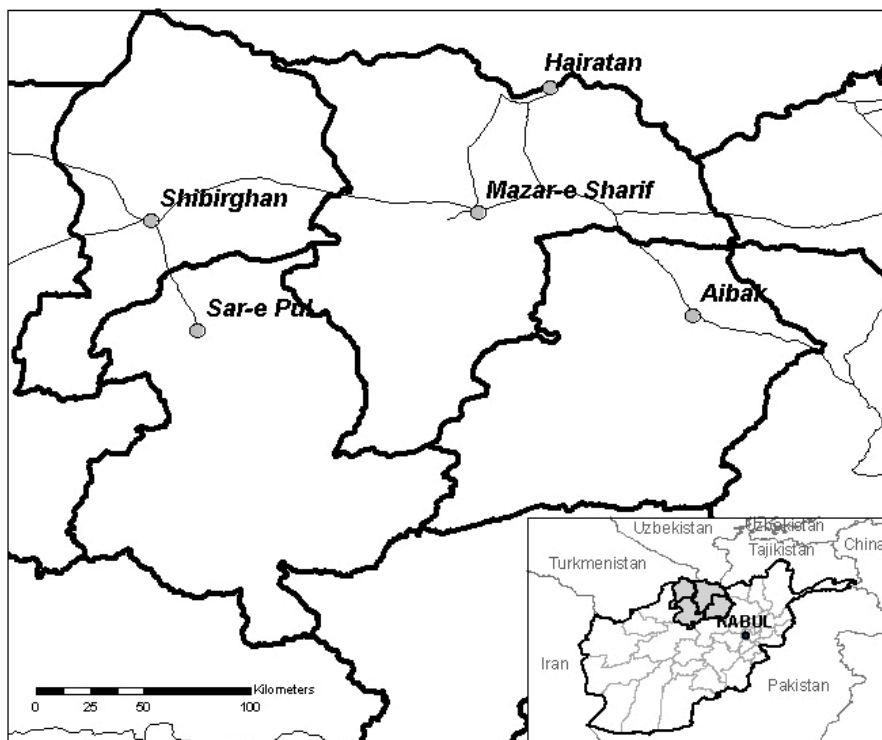 Hairatan
Shibirghan
Mazar-e Sharif
Aibak
Sar-e Pul
Kilometers
0 25 50 100
Uzbekistan
Uzbekistan
Turkmenistan
Tajikistan
China
KABUL
Iran
Pakistan